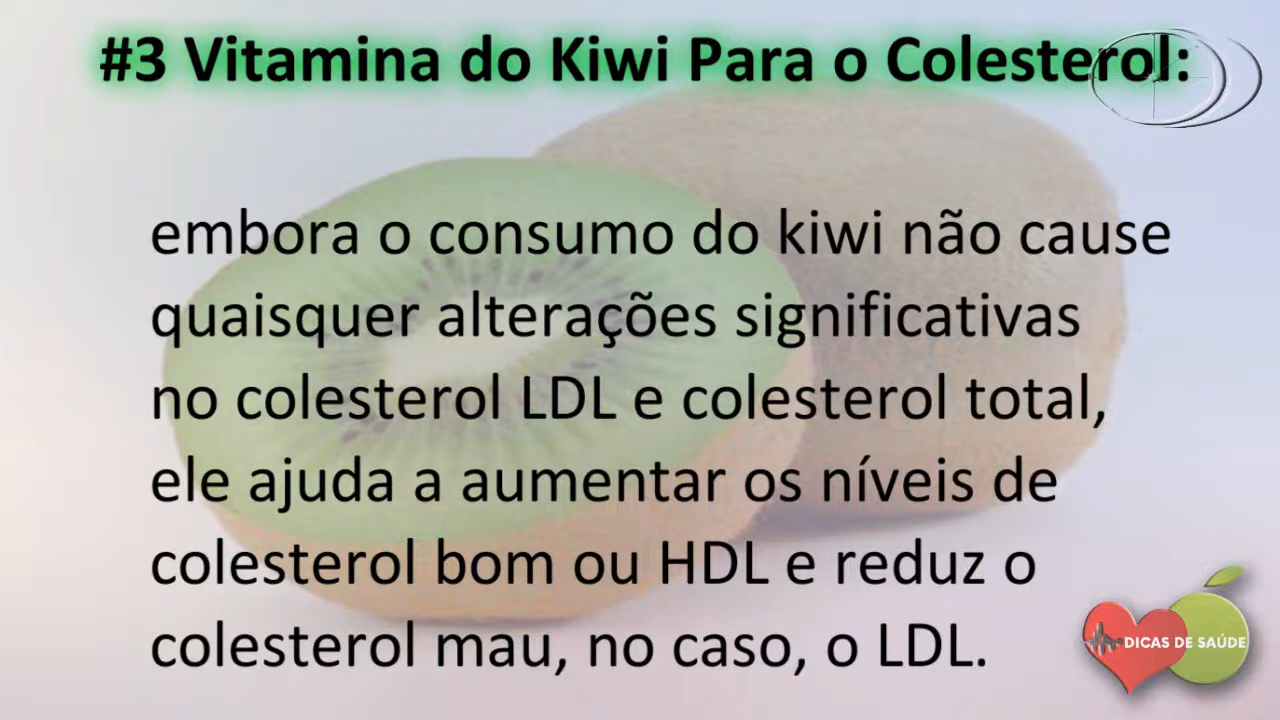 #3 Vitamina do Kiwi Para o Colesterol:
embora o consumo do kiwi não cause
quaisquer alterações significativas
no colesterol LDL e colesterol total,
ele ajuda a aumentar os níveis de
colesterol bom ou HDL e reduz o
colesterol mau, no caso, o LDL.
DICAS DE SAÚDE